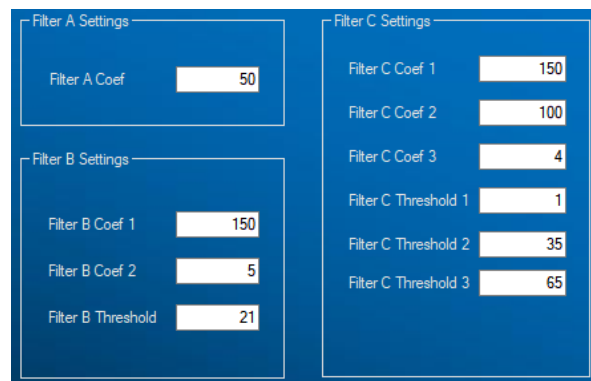 Filter A Settings
Filter A Coef 50
Filter B Settings
Filter B Coef 1 150
Filter B Coef 2 5
Filter B Threshold 21
Filter C Settings
Filter C Coef 1 150
Filter C Coef 2 100
Filter C Coef 3 4
Filter C Threshold 1 1
Filter C Threshold 2 35
Filter C Threshold 3 65